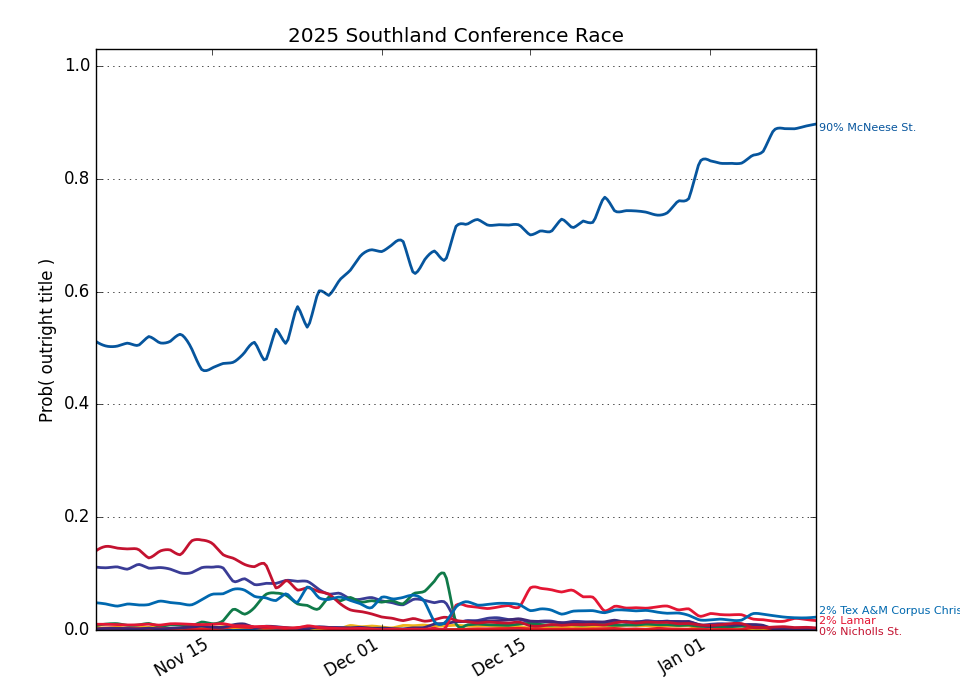 2025 Southland Conference Race
Prob( outright title )
1.0
0.8
0.6
0.4
0.2
0.0
Nov 15
Dec 01
Dec 15
Jan 01
90% McNeese St.
2% Tex A&M Corpus Chris
2% Lamar
0% Nicholls St.